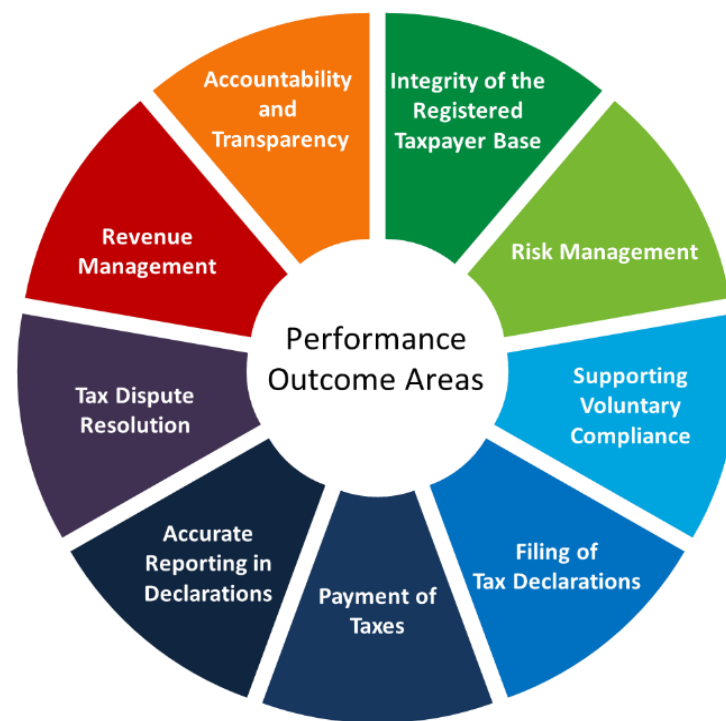 Performance
Outcome Areas
Integrity of the
Registered
Taxpayer Base
Risk Management
Supporting
Voluntary
Compliance
Filing of
Tax Declarations
Payment of
Taxes
Accurate
Reporting in
Declarations
Tax Dispute
Resolution
Revenue
Management
Accountability
and
Transparency